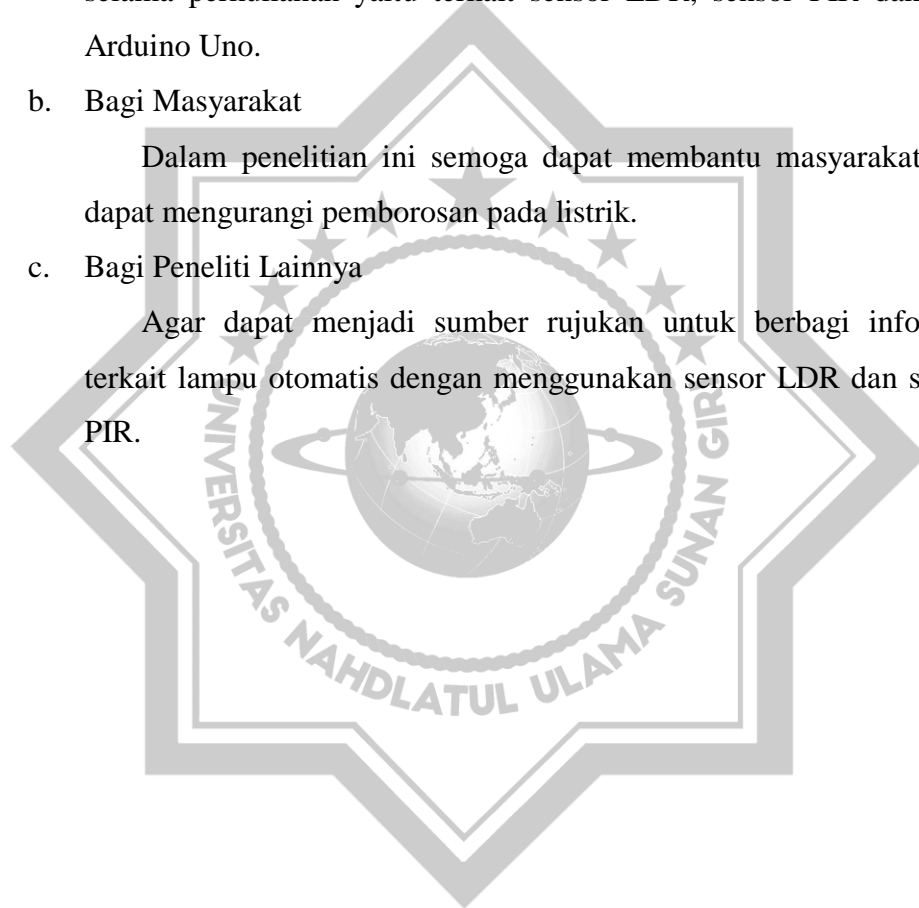 Arduino Uno.
b. Bagi Masyarakat
Dalam penelitian ini semoga dapat membantu masyarakat
dapat mengurangi pemborosan pada listrik.
c. Bagi Peneliti Lainnya
Agar dapat menjadi sumber rujukan untuk berbagi info
terkait lampu otomatis dengan menggunakan sensor LDR dan s
PIR.
UNIVERSITAS NAHDLATUL ULAMA SUNAN GIRI